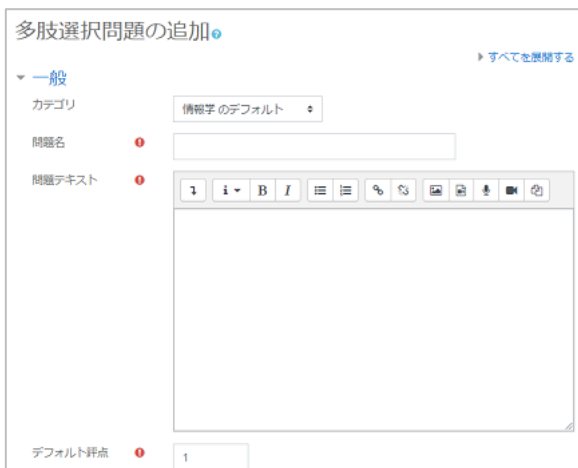 多肢選択問題の追加
すべてを展開する
一般
カテゴリ
情報学 のデフォルト
問題名
問題テキスト
i B I
デフォルト評点
1